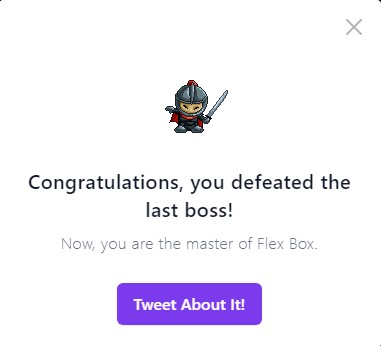 Congratulations, you defeated the
last boss!
Now, you are the master of Flex Box.
Tweet About It!